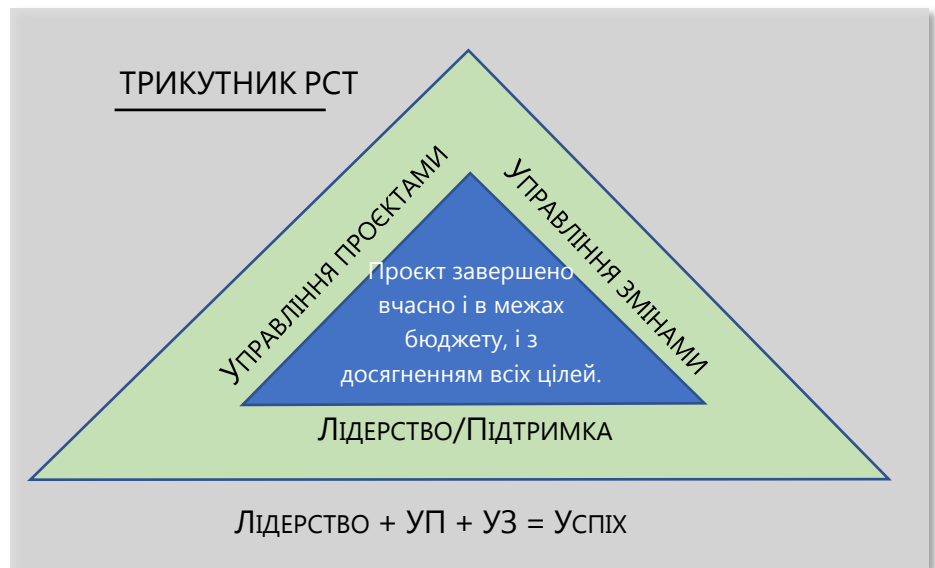 ТРИКУТНИК РСТ
Управління проєктами
Управління змінами
Проєкт завершено
вчасно і в межах
бюджету, і з
досягненням всіх цілей.
Лідерство/Підтримка
Лідерство + УП + УЗ = Успіх